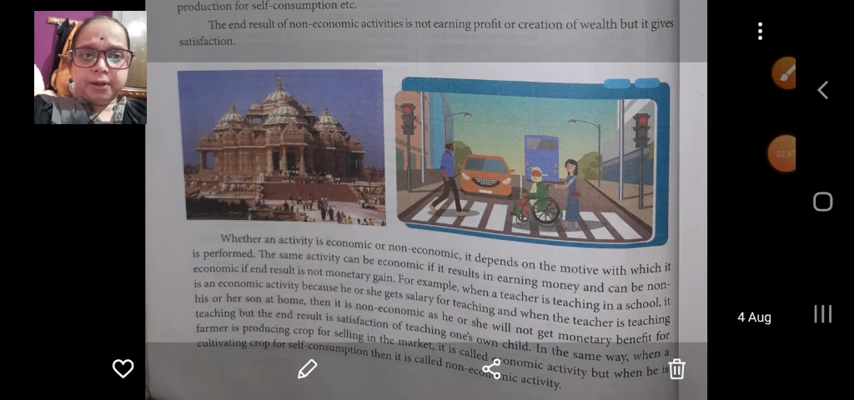 production for self-consumption etc.
The end result of non-economic activities is not earning profit or creation of wealth but it gives
satisfaction.
22:41
Whether an activity is economic or non-economic, it depends on the motive with which it
is performed. The same activity can be economic if it results in earning money and can be non-
economic if end result is not monetary gain. For example, when a teacher is teaching in a school, it
is an economic activity because he or she gets salary for teaching and when the teacher is teaching
his or her son at home, then it is non-economic as he or she will not get monetary benefit for
teaching but the end result is satisfaction of teaching one's own child. In the same way, when a
farmer is producing crop for selling in the market, it is called economic activity but when he is
cultivating crop for self-consumption then it is called non-economic activity.
4 Aug